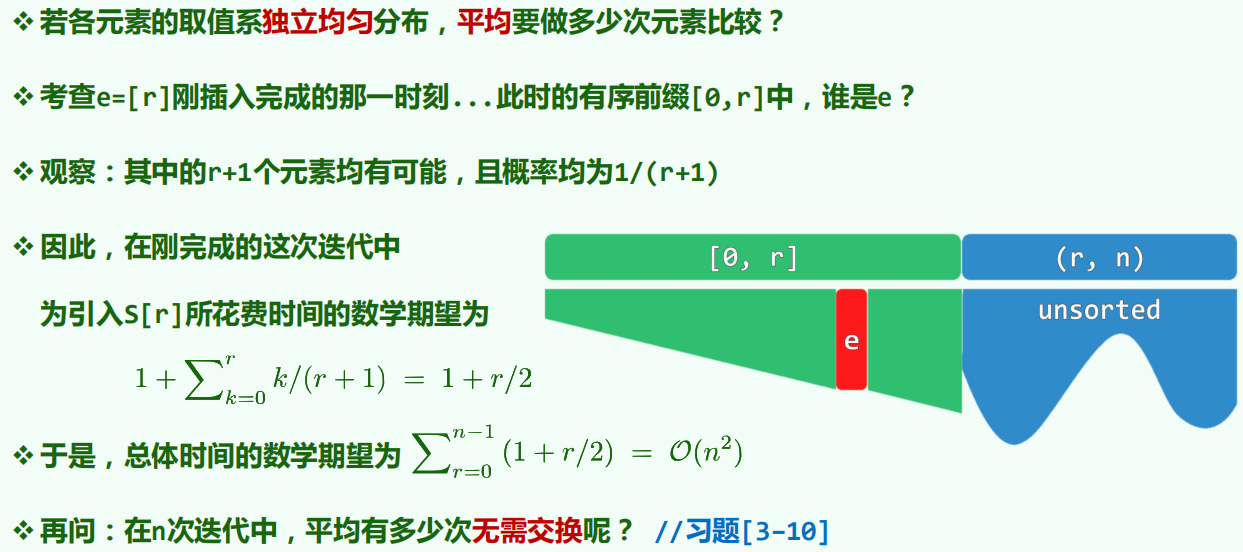 ❖ 若各元素的取值系独立均匀分布，平均要做多少次元素比较？
❖ 考查e=[r]刚插入完成的那一时刻...此时的有序前缀[0,r]中，谁是e？
❖ 观察：其中的r+1个元素均有可能，且概率均为1/(r+1)
❖ 因此，在刚完成的这次迭代中
为引入S[r]所花费时间的数学期望为
[0, r]
(r, n)
unsorted
e
1 + ∑_{k=0}^{r} k/(r + 1) = 1 + r/2
❖ 于是，总体时间的数学期望为 ∑_{r=0}^{n-1} (1 + r/2) = 𝒪(n²)
❖ 再问：在n次迭代中，平均有多少次无需交换呢？ //习题[3-10]